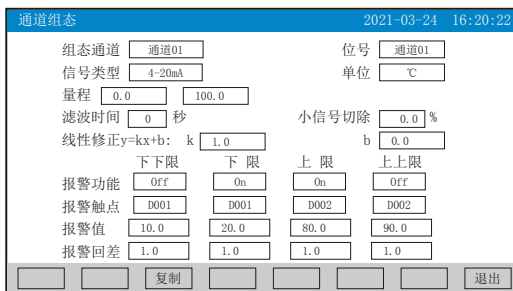 通道组态 2021-03-24 16:20:22
组态通道 通道01 位号 通道01
信号类型 4-20mA 单位 ℃
量程 0.0 100.0
滤波时间 0 秒 小信号切除 0.0 %
线性修正y=kx+b: k 1.0 b 0.0
下下限 下 限 上 限 上上限
报警功能 Off On On Off
报警触点 D001 D001 D002 D002
报警值 10.0 20.0 80.0 90.0
报警回差 1.0 1.0 1.0 1.0
复制 退出